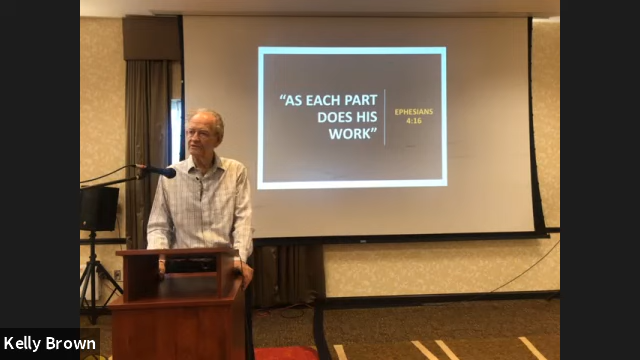 “AS EACH PART
DOES HIS
WORK”
EPHESIANS
4:16
Kelly Brown